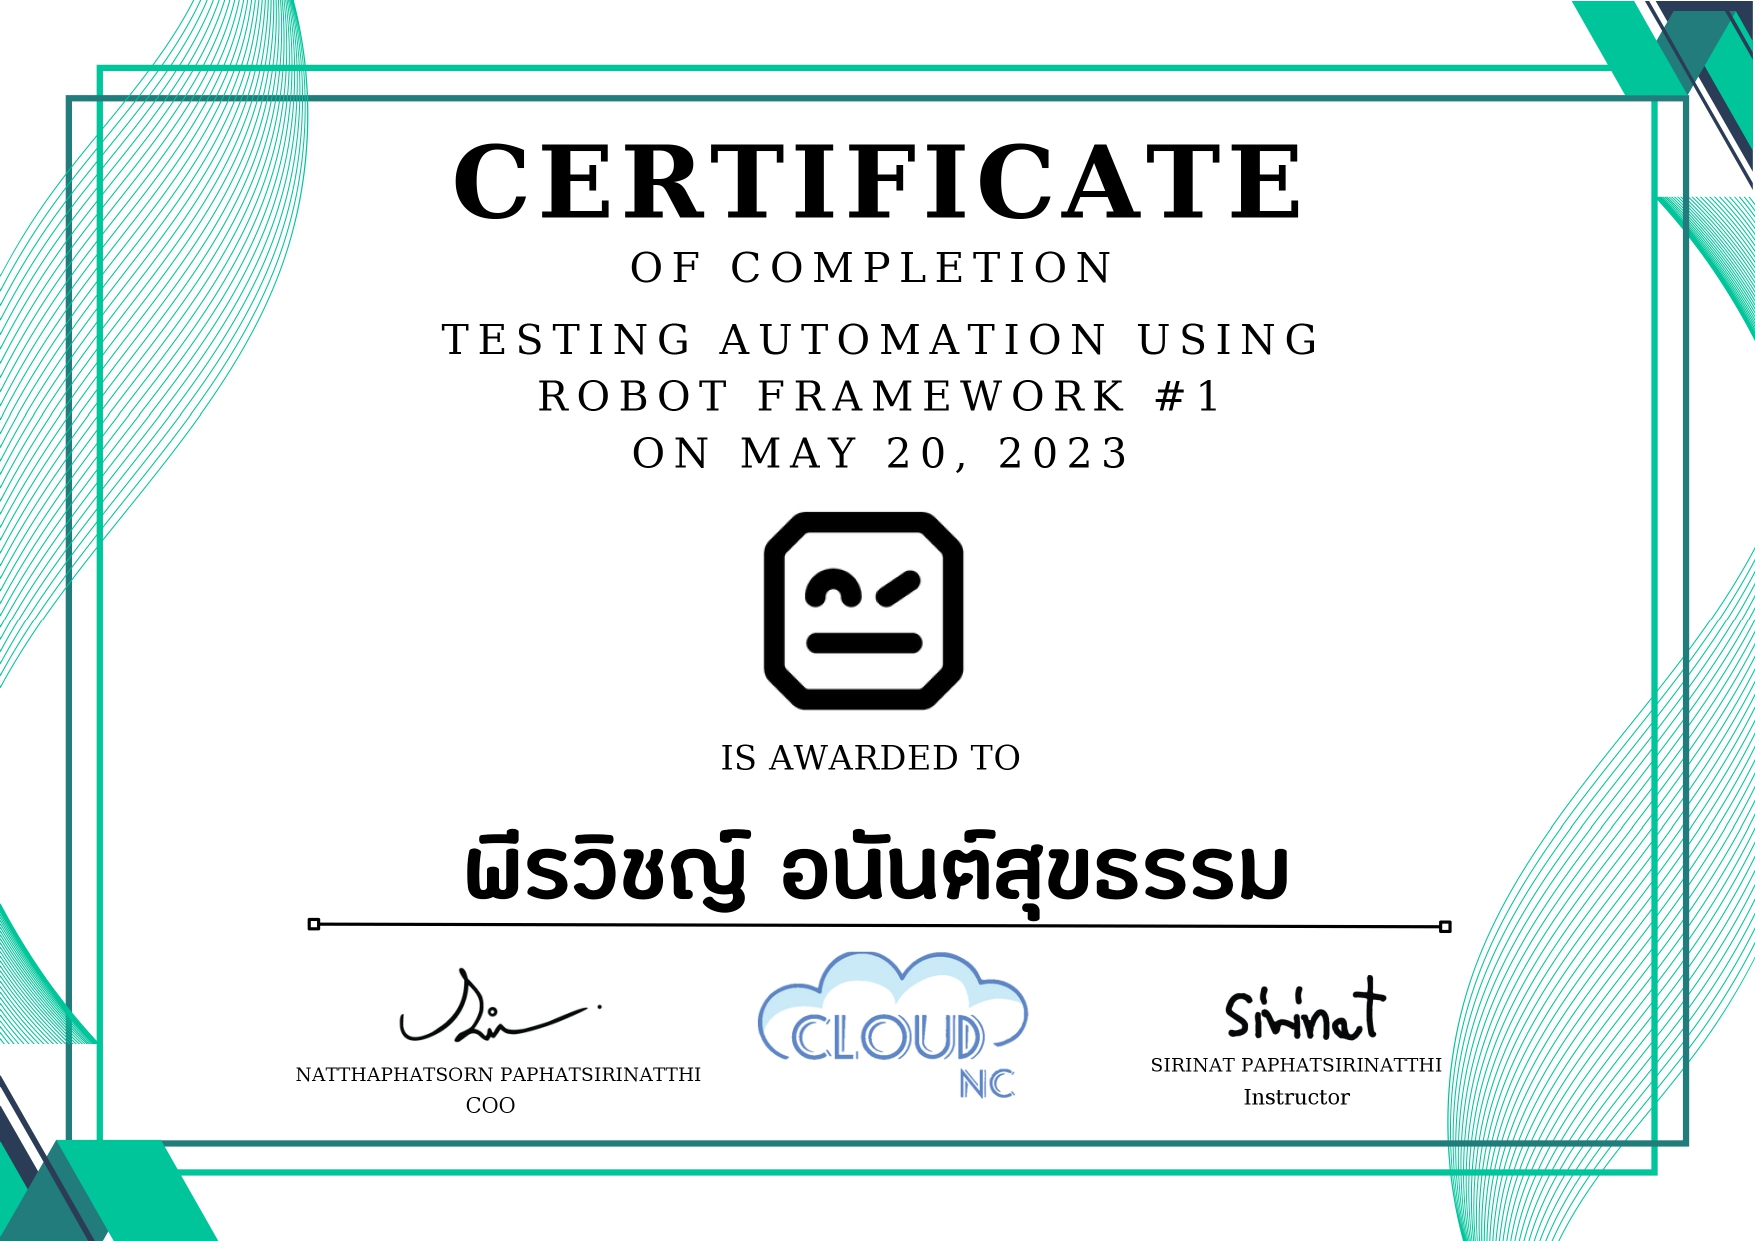 CERTIFICATE
OF COMPLETION
TESTING AUTOMATION USING
ROBOT FRAMEWORK #1
ON MAY 20, 2023
IS AWARDED TO
พีรวิชญ์ อนันต์สุขธรรม
CLOUD
NC
Sirinat
NATTHAPHATSORN PAPHATSIRINATTHI
COO
SIRINAT PAPHATSIRINATTHI
Instructor